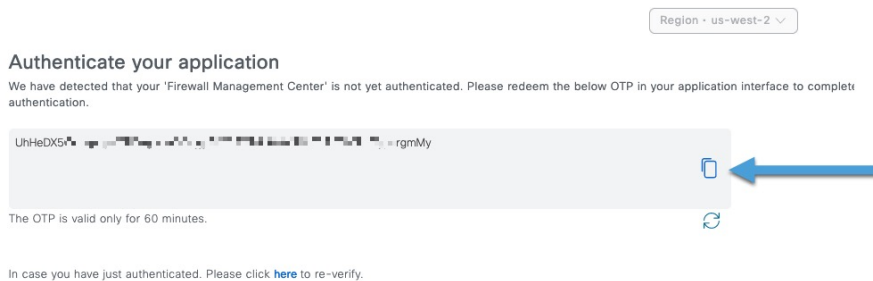 Region · us-west-2
Authenticate your application
We have detected that your 'Firewall Management Center' is not yet authenticated. Please redeem the below OTP in your application interface to complete
authentication.
UhHeDX5 rgmMy
The OTP is valid only for 60 minutes.
In case you have just authenticated. Please click here to re-verify.